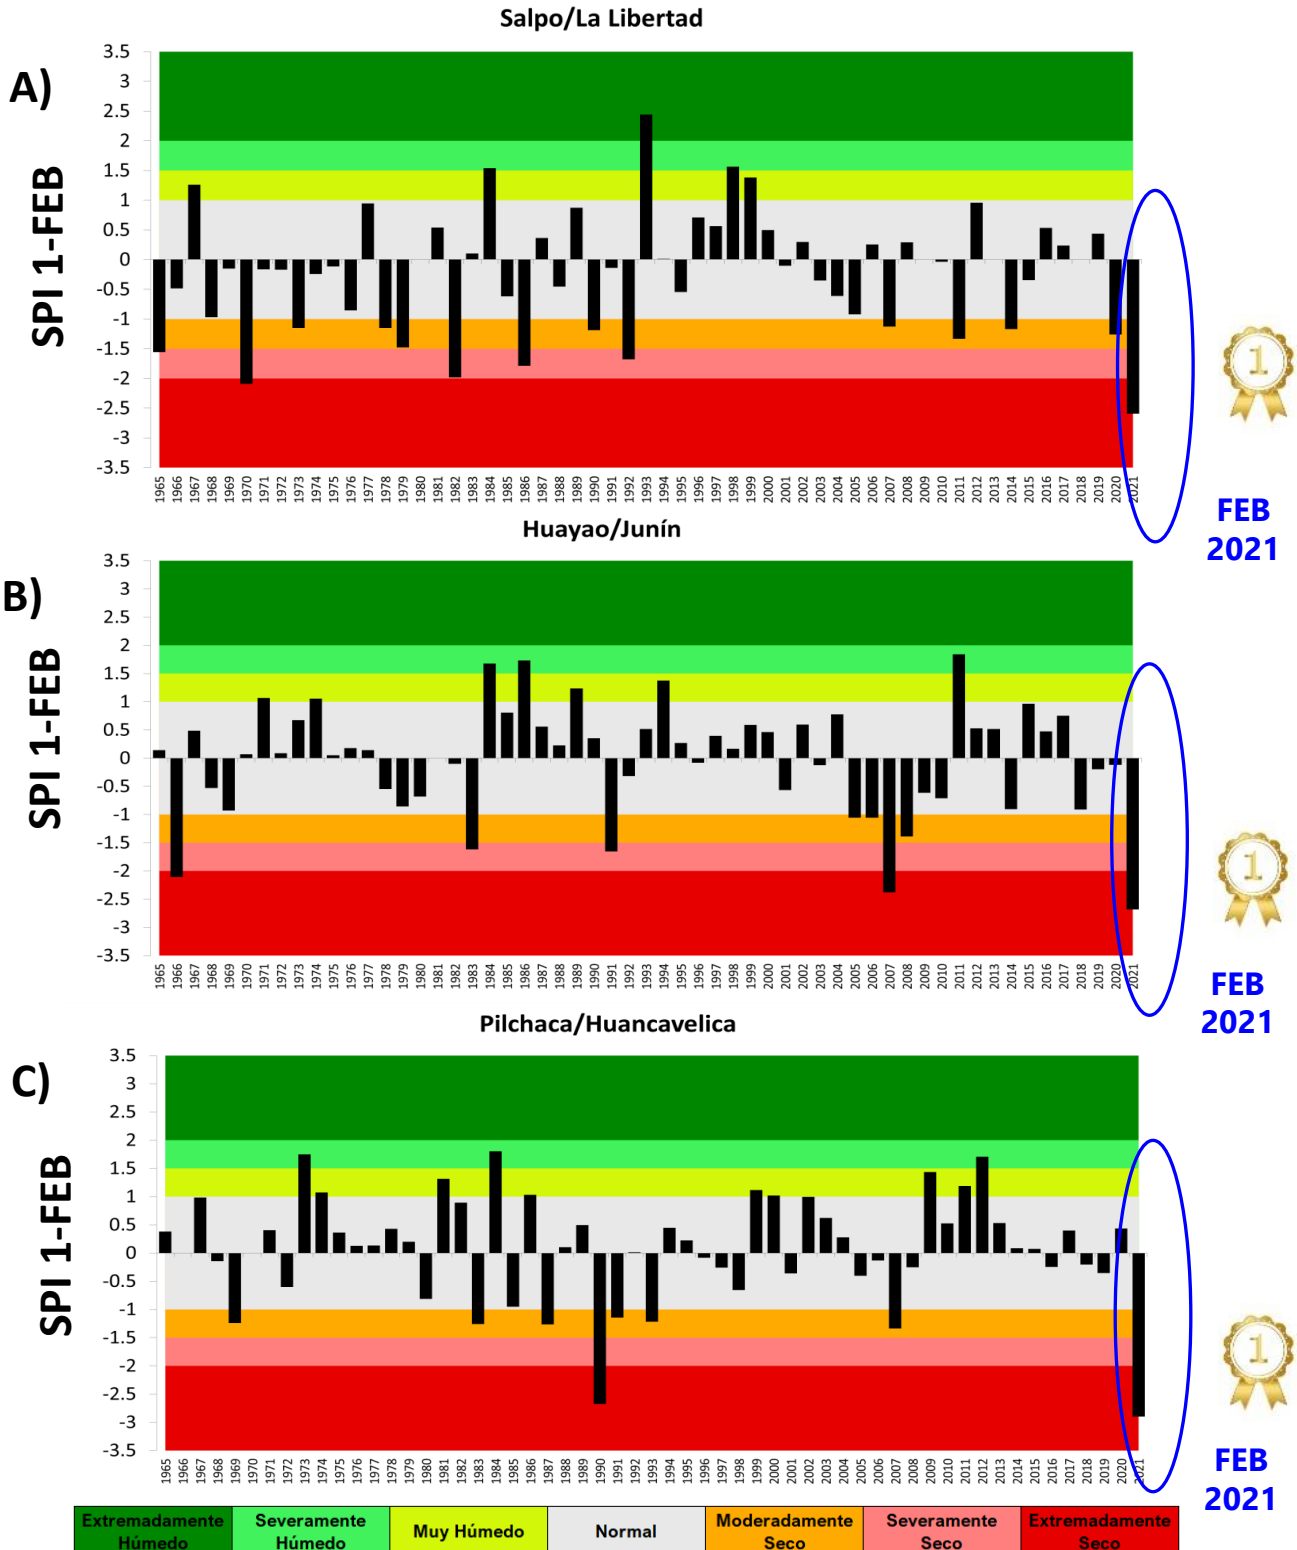 Salpo/La Libertad
A)
SPI 1-FEB
3.5
3
2.5
2
1.5
1
0.5
0
-0.5
-1
-1.5
-2
-2.5
-3
-3.5
1965 1966 1967 1968 1969 1970 1971 1972 1973 1974 1975 1976 1977 1978 1979 1980 1981 1982 1983 1984 1985 1986 1987 1988 1989 1990 1991 1992 1993 1994 1995 1996 1997 1998 1999 2000 2001 2002 2003 2004 2005 2006 2007 2008 2009 2010 2011 2012 2013 2014 2015 2016 2017 2018 2019 2020 2021
1
FEB
2021
Huayao/Junín
B)
SPI 1-FEB
3.5
3
2.5
2
1.5
1
0.5
0
-0.5
-1
-1.5
-2
-2.5
-3
-3.5
1965 1966 1967 1968 1969 1970 1971 1972 1973 1974 1975 1976 1977 1978 1979 1980 1981 1982 1983 1984 1985 1986 1987 1988 1989 1990 1991 1992 1993 1994 1995 1996 1997 1998 1999 2000 2001 2002 2003 2004 2005 2006 2007 2008 2009 2010 2011 2012 2013 2014 2015 2016 2017 2018 2019 2020 2021
1
FEB
2021
Pilchaca/Huancavelica
C)
SPI 1-FEB
3.5
3
2.5
2
1.5
1
0.5
0
-0.5
-1
-1.5
-2
-2.5
-3
-3.5
1965 1966 1967 1968 1969 1970 1971 1972 1973 1974 1975 1976 1977 1978 1979 1980 1981 1982 1983 1984 1985 1986 1987 1988 1989 1990 1991 1992 1993 1994 1995 1996 1997 1998 1999 2000 2001 2002 2003 2004 2005 2006 2007 2008 2009 2010 2011 2012 2013 2014 2015 2016 2017 2018 2019 2020 2021
1
FEB
2021
Extremadamente
Húmedo
Severamente
Húmedo
Muy Húmedo
Normal
Moderadamente
Seco
Severamente
Seco
Extremadamente
Seco